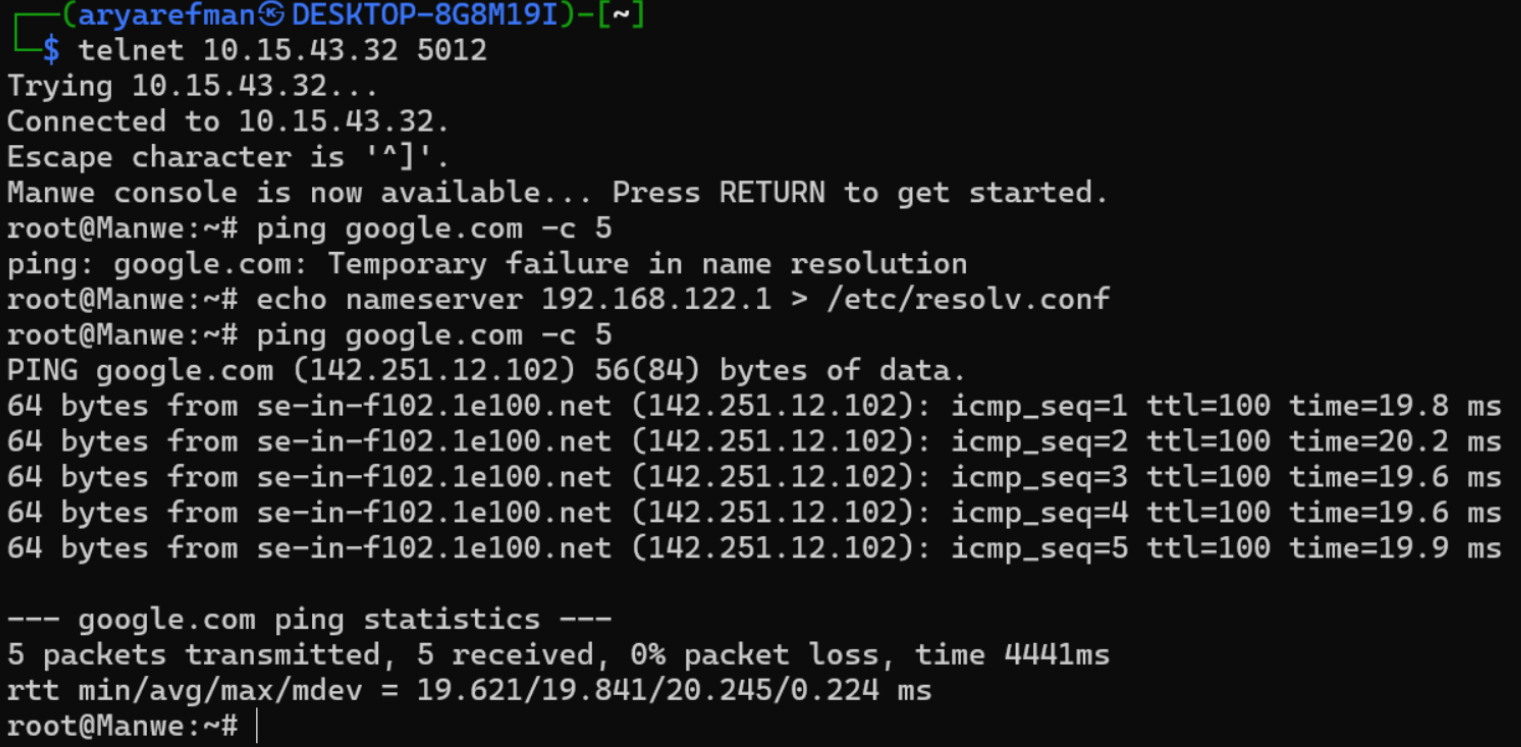 ┌──(aryarefman㉿DESKTOP-8G8M19I)-[~]
└─$ telnet 10.15.43.32 5012
Trying 10.15.43.32...
Connected to 10.15.43.32.
Escape character is '^]'.
Manwe console is now available... Press RETURN to get started.
root@Manwe:~# ping google.com -c 5
ping: google.com: Temporary failure in name resolution
root@Manwe:~# echo nameserver 192.168.122.1 > /etc/resolv.conf
root@Manwe:~# ping google.com -c 5
PING google.com (142.251.12.102) 56(84) bytes of data.
64 bytes from se-in-f102.1e100.net (142.251.12.102): icmp_seq=1 ttl=100 time=19.8 ms
64 bytes from se-in-f102.1e100.net (142.251.12.102): icmp_seq=2 ttl=100 time=20.2 ms
64 bytes from se-in-f102.1e100.net (142.251.12.102): icmp_seq=3 ttl=100 time=19.6 ms
64 bytes from se-in-f102.1e100.net (142.251.12.102): icmp_seq=4 ttl=100 time=19.6 ms
64 bytes from se-in-f102.1e100.net (142.251.12.102): icmp_seq=5 ttl=100 time=19.9 ms

--- google.com ping statistics ---
5 packets transmitted, 5 received, 0% packet loss, time 4441ms
rtt min/avg/max/mdev = 19.621/19.841/20.245/0.224 ms
root@Manwe:~#